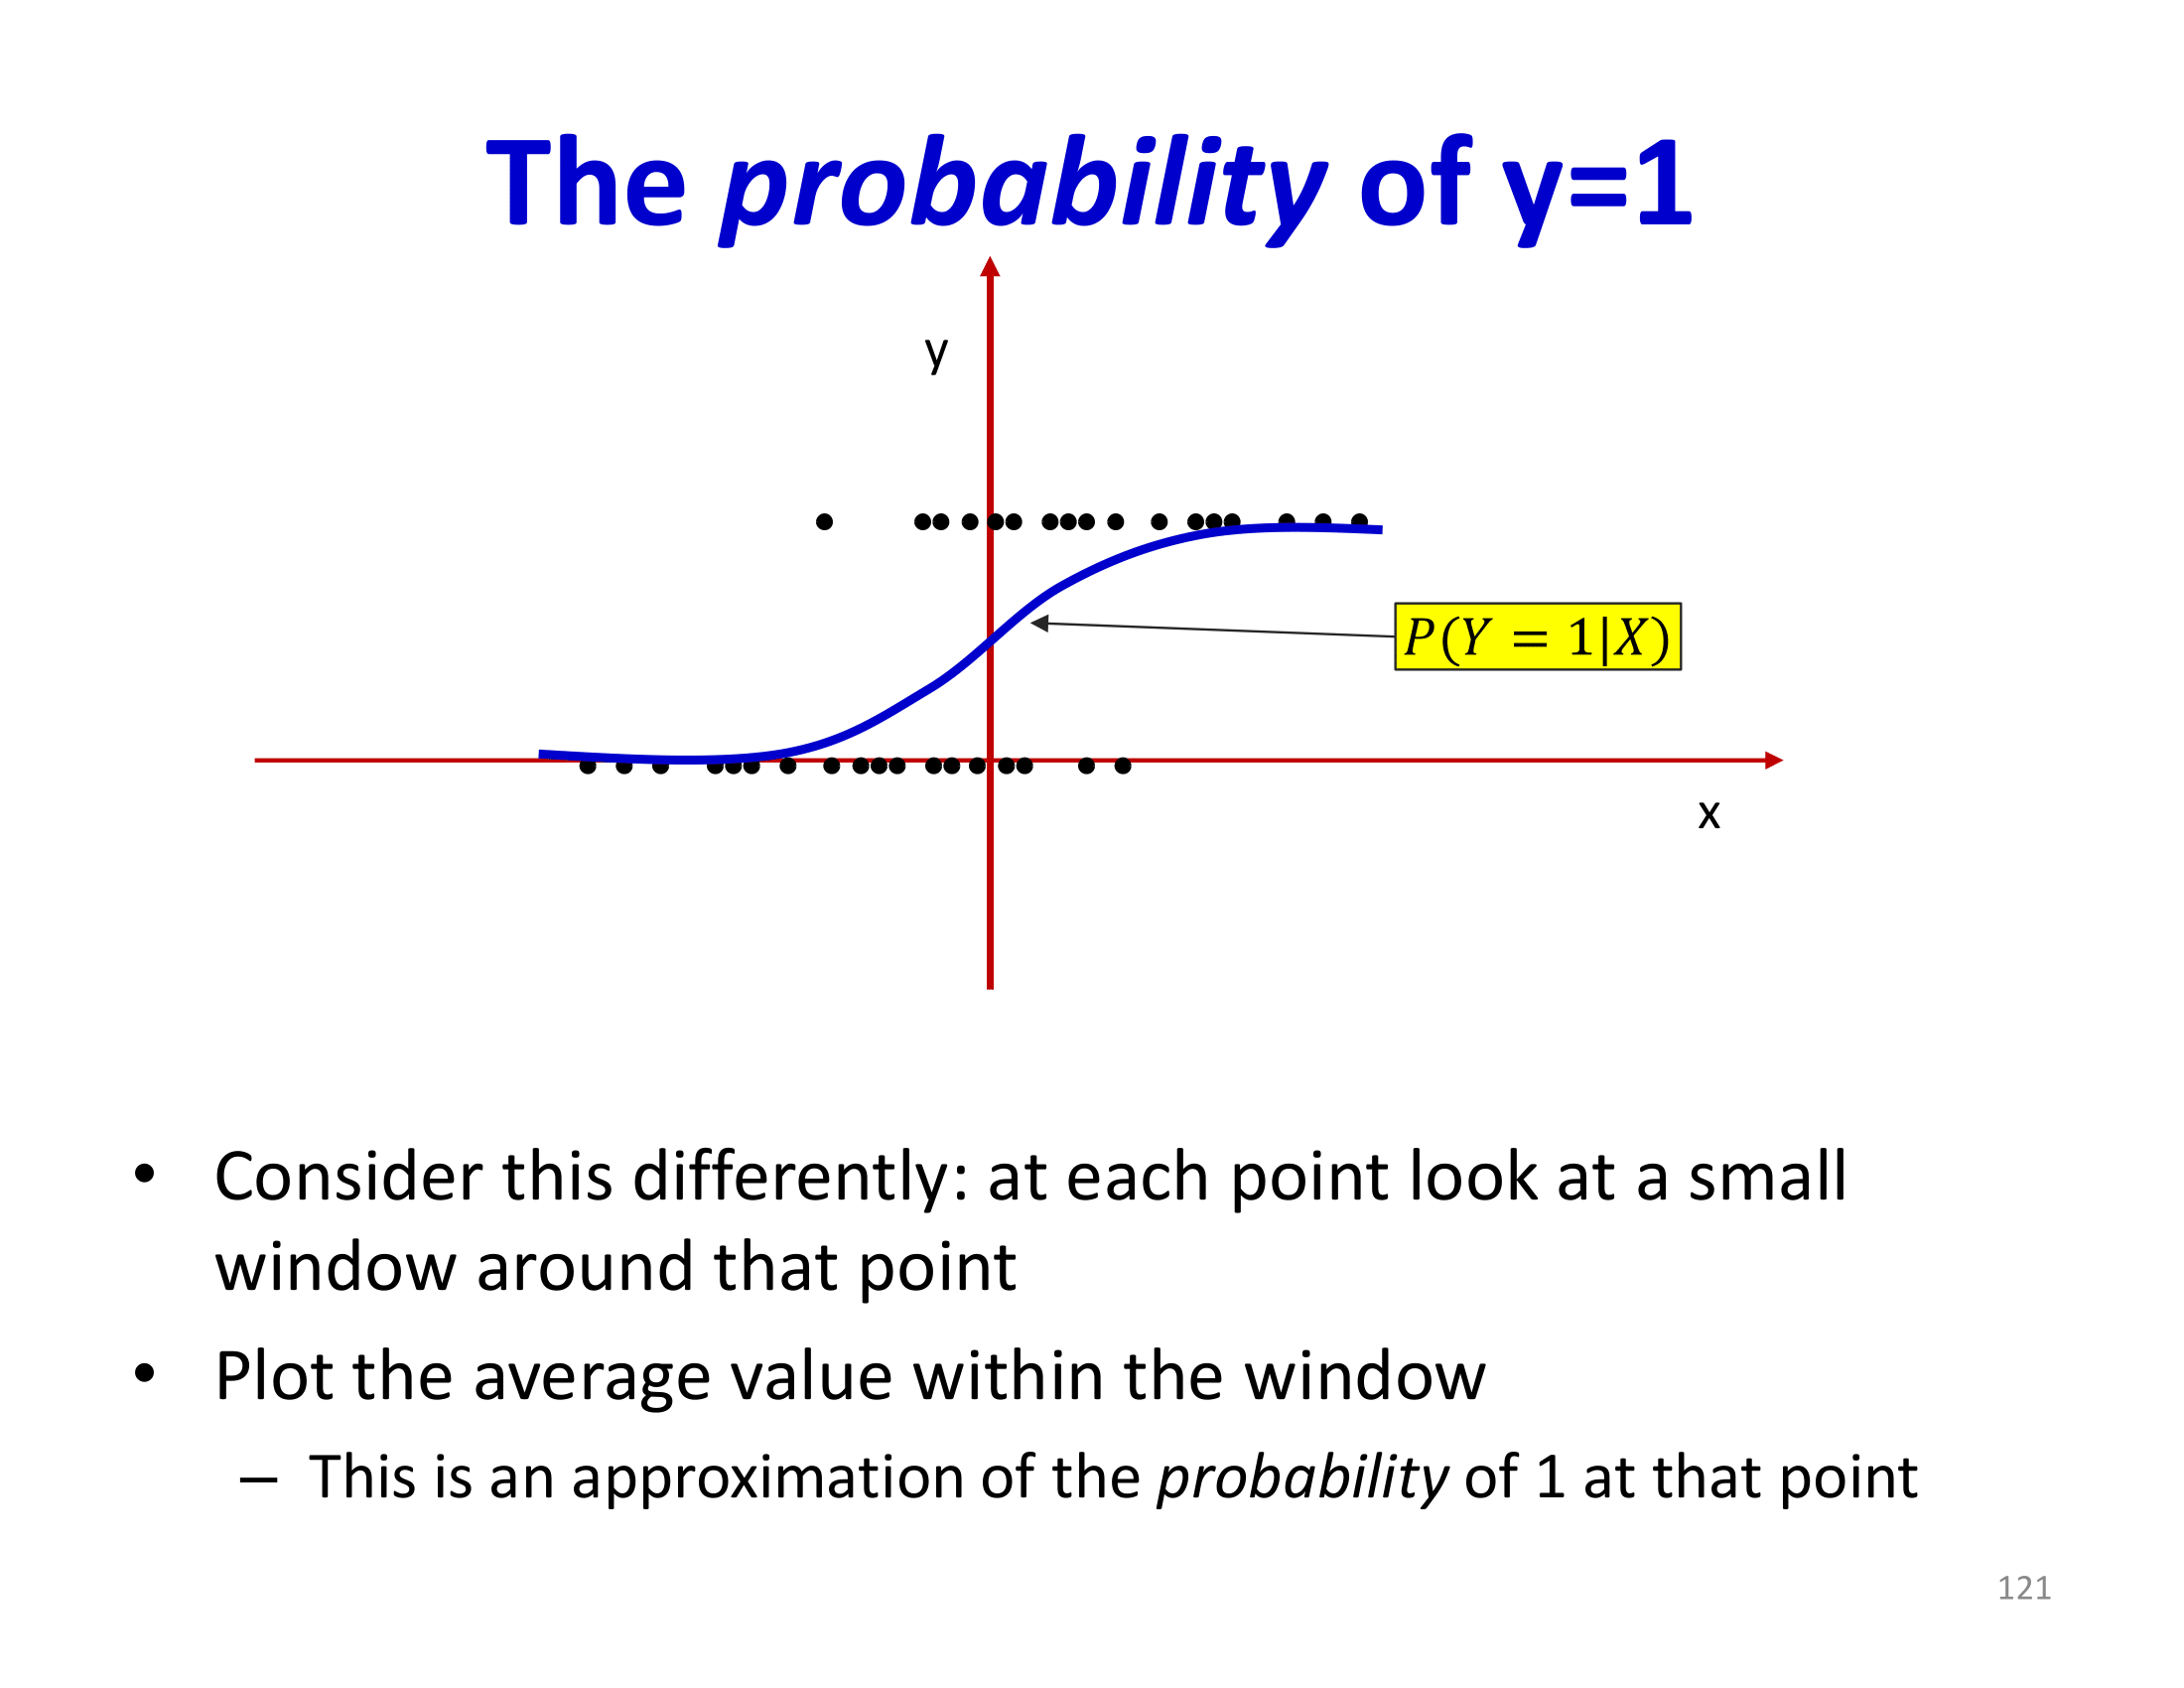 The probability of y=1
y
P(Y = 1|X)
x
• Consider this differently: at each point look at a small
window around that point
• Plot the average value within the window
– This is an approximation of the probability of 1 at that point
121